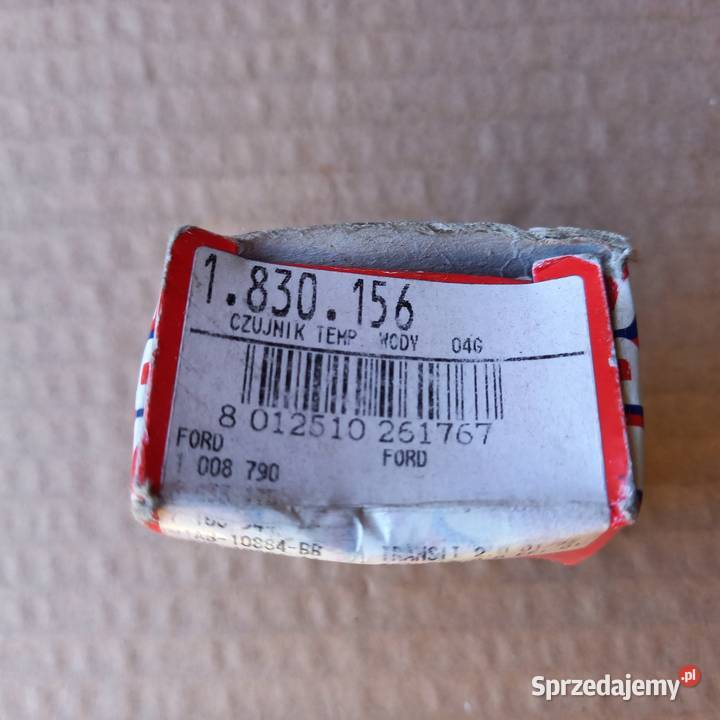 1.830.156
CZUJNIK TEMP WODY 04G
8 012510 261767
FORD FORD
1 008 790
-10884-BB TRANSIT 2.
Sprzedajemy.pl